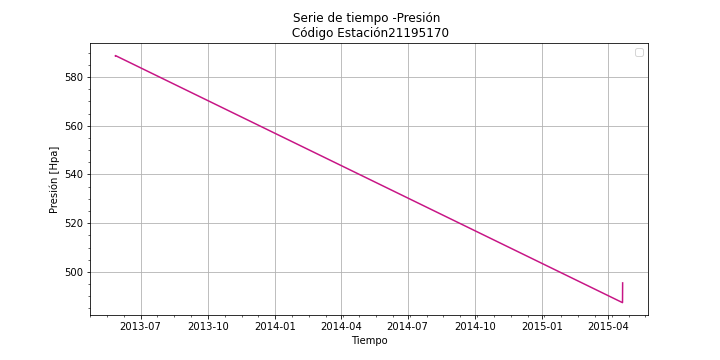 Serie de tiempo -Presión
Código Estación21195170
Presión [Hpa]
580
560
540
520
500
2013-07 2013-10 2014-01 2014-04 2014-07 2014-10 2015-01 2015-04
Tiempo